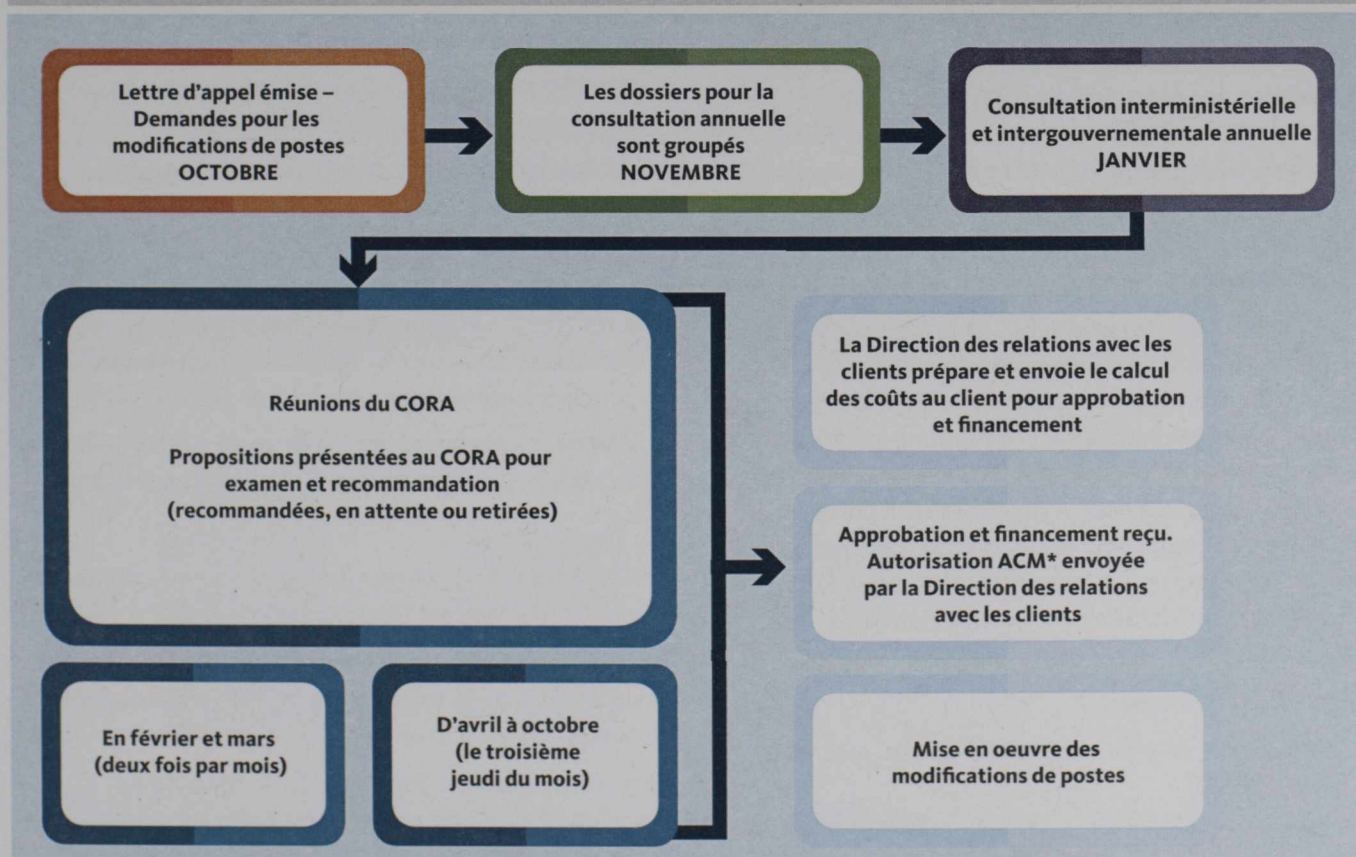 Lettre d'appel émise –
Demandes pour les
modifications de postes
OCTOBRE
Les dossiers pour la
consultation annuelle
sont groupés
NOVEMBRE
Consultation interministérielle
et intergouvernementale annuelle
JANVIER
Réunions du CORA
Propositions présentées au CORA pour
examen et recommandation
(recommandées, en attente ou retirées)
En février et mars
(deux fois par mois)
D'avril à octobre
(le troisième
jeudi du mois)
La Direction des relations avec les
clients prépare et envoie le calcul
des coûts au client pour approbation
et financement
Approbation et financement reçu.
Autorisation ACM* envoyée
par la Direction des relations
avec les clients
Mise en oeuvre des
modifications de postes